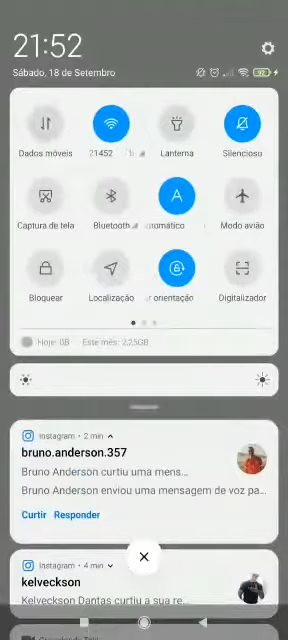 21:52
Sábado, 18 de Setembro
Dados móveis
21452
Lanterna
Silencioso
Captura de tela
Bluetooth
A
Modo avião
Bloquear
Localização
orientação
Digitalizador
Hoje: 0B Este mês: 2,25GB
Instagram • 2 min
bruno.anderson.357
Bruno Anderson curtiu uma mens...
Bruno Anderson enviou uma mensagem de voz pa...
Curtir Responder
Instagram • 4 min
kelveckson
Kelveckson Dantas curtiu a sua re...